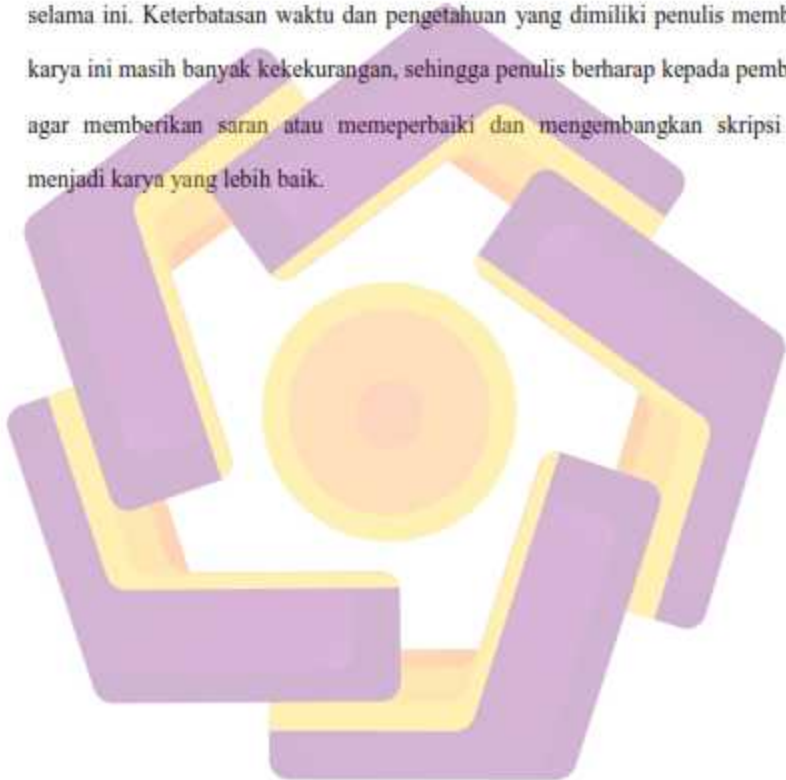 selama ini. Keterbatasan waktu dan pengetahuan yang dimiliki penulis memb
karya ini masih banyak kekekurangan, sehingga penulis berharap kepada pemb
agar memberikan saran atau memeperbaiki dan mengembangkan skripsi
menjadi karya yang lebih baik.